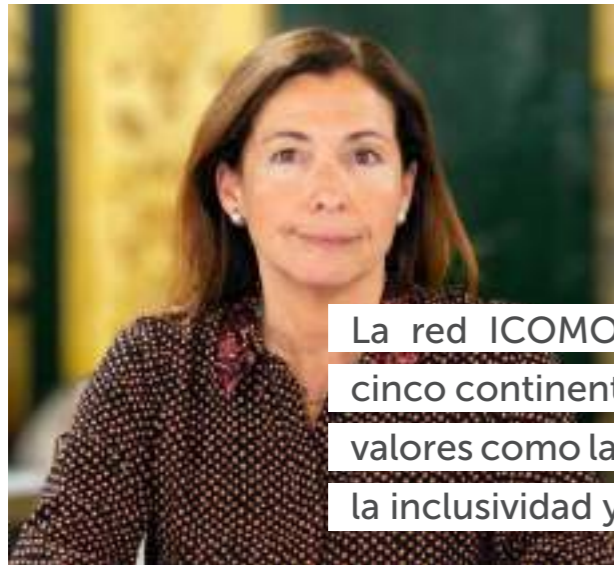 La red ICOMO
cinco continent
valores como la
la inclusividad y